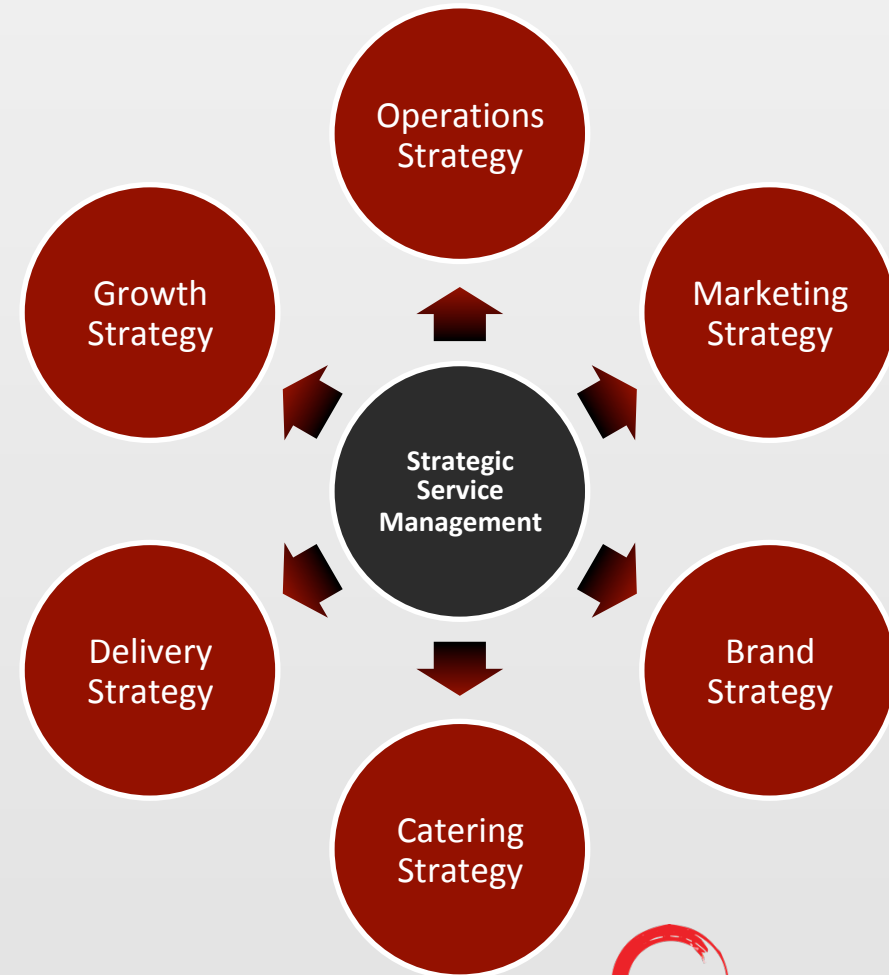 Operations
Strategy
Growth
Strategy
Marketing
Strategy
Strategic
Service
Management
Delivery
Strategy
Brand
Strategy
Catering
Strategy